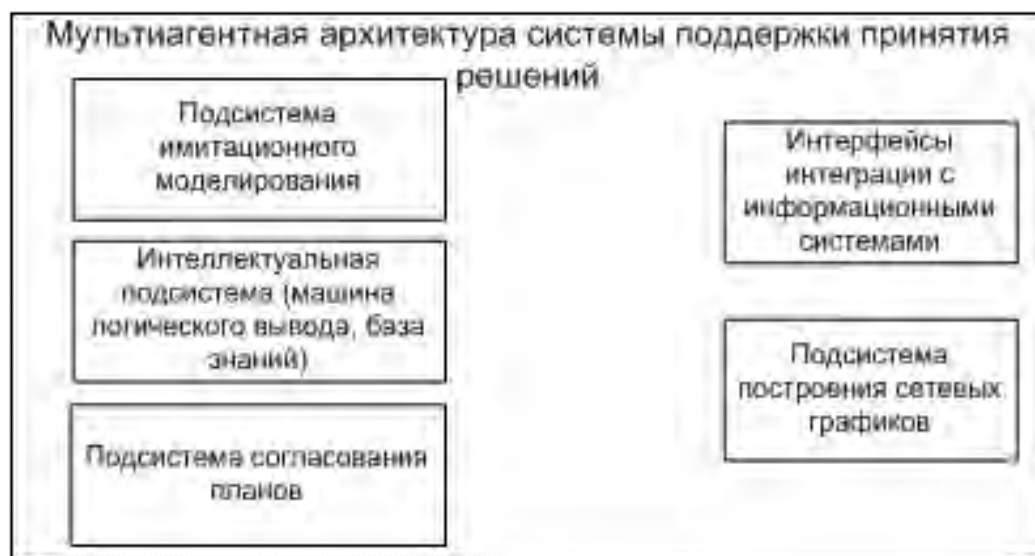 Мультиагентная архитектура системы поддержки принятия
решений
Подсистема
имитационного
моделирования
Интеллектуальная
подсистема (машина
логического вывода, база
знаний)
Подсистема согласования
планов
Интерфейсы
интеграции с
информационными
системами
Подсистема
построения сетевых
графиков